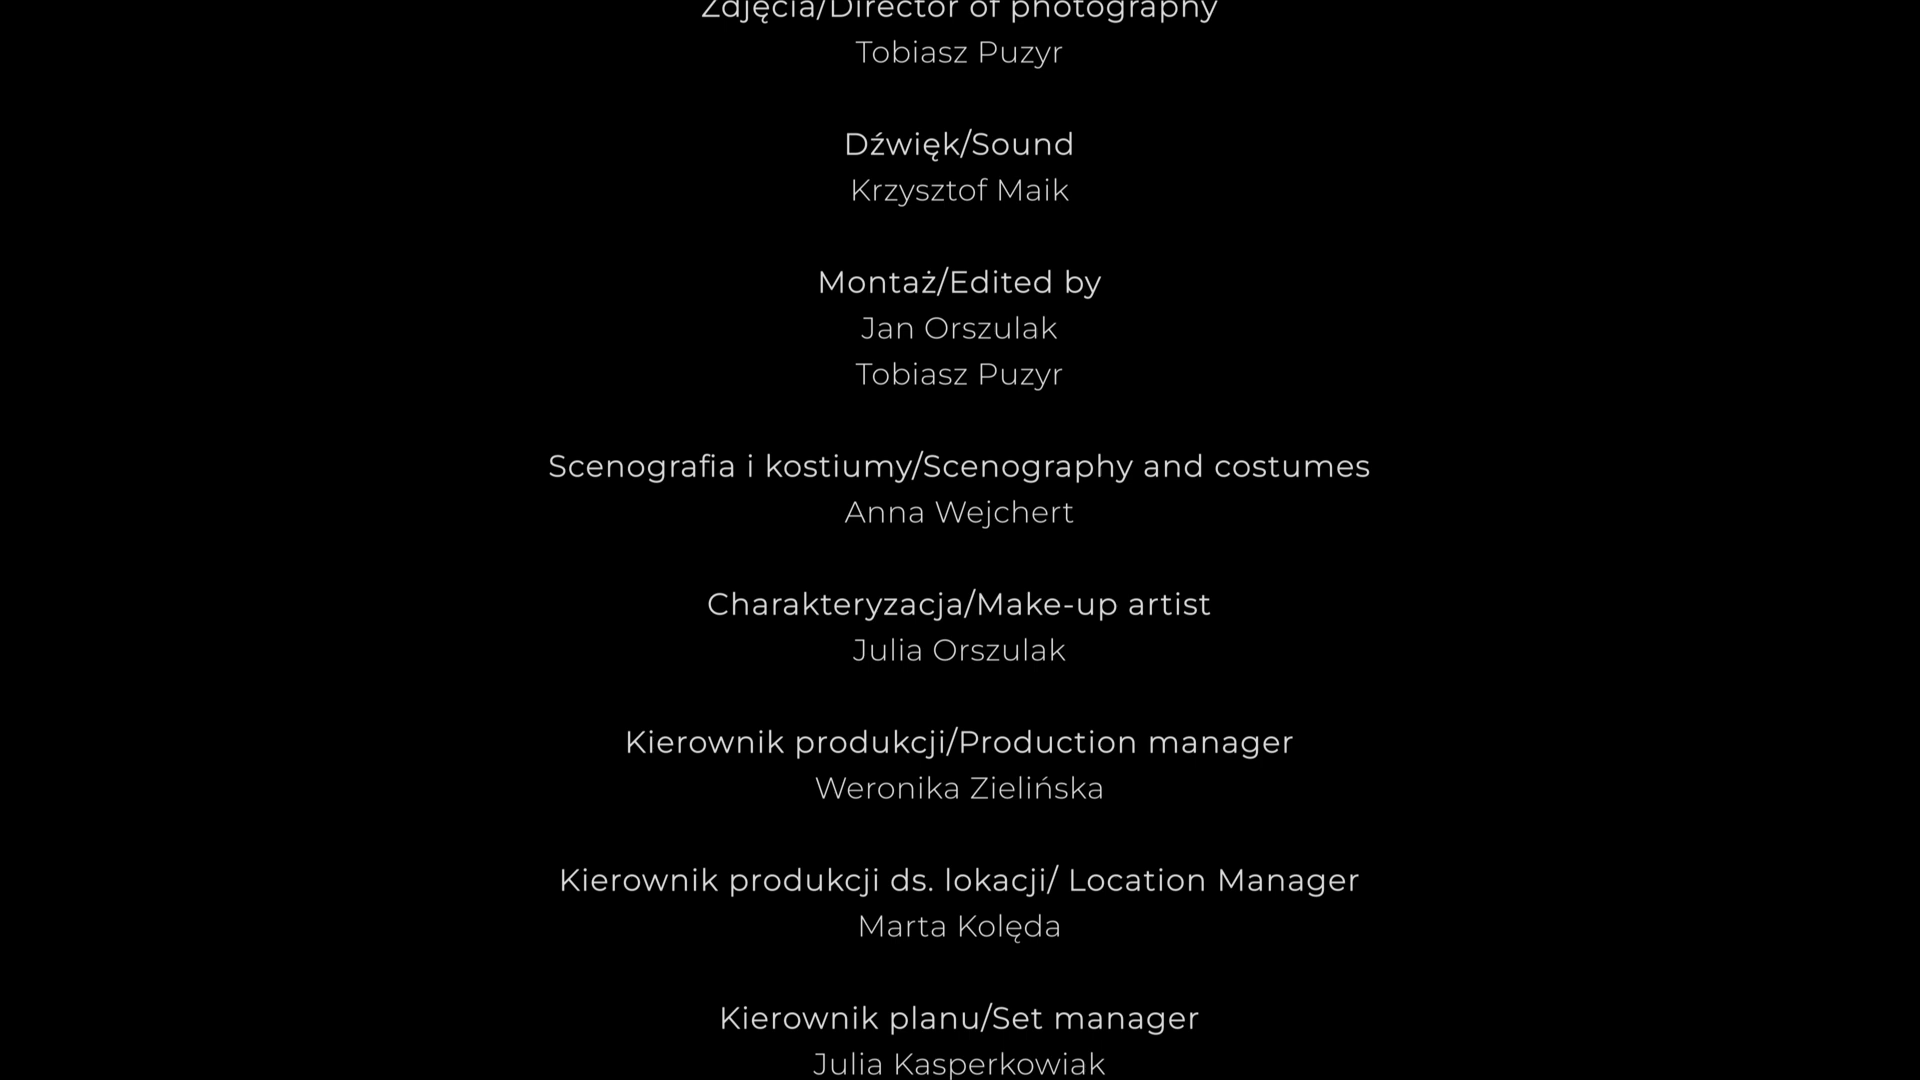 Zdjęcia/Director of photography
Tobiasz Puzyr
Dźwięk/Sound
Krzysztof Maik
Montaż/Edited by
Jan Orszulak
Tobiasz Puzyr
Scenografia i kostiumy/Scenography and costumes
Anna Wejchert
Charakteryzacja/Make-up artist
Julia Orszulak
Kierownik produkcji/Production manager
Weronika Zielińska
Kierownik produkcji ds. lokacji/ Location Manager
Marta Kolęda
Kierownik planu/Set manager
Julia Kasperkowiak